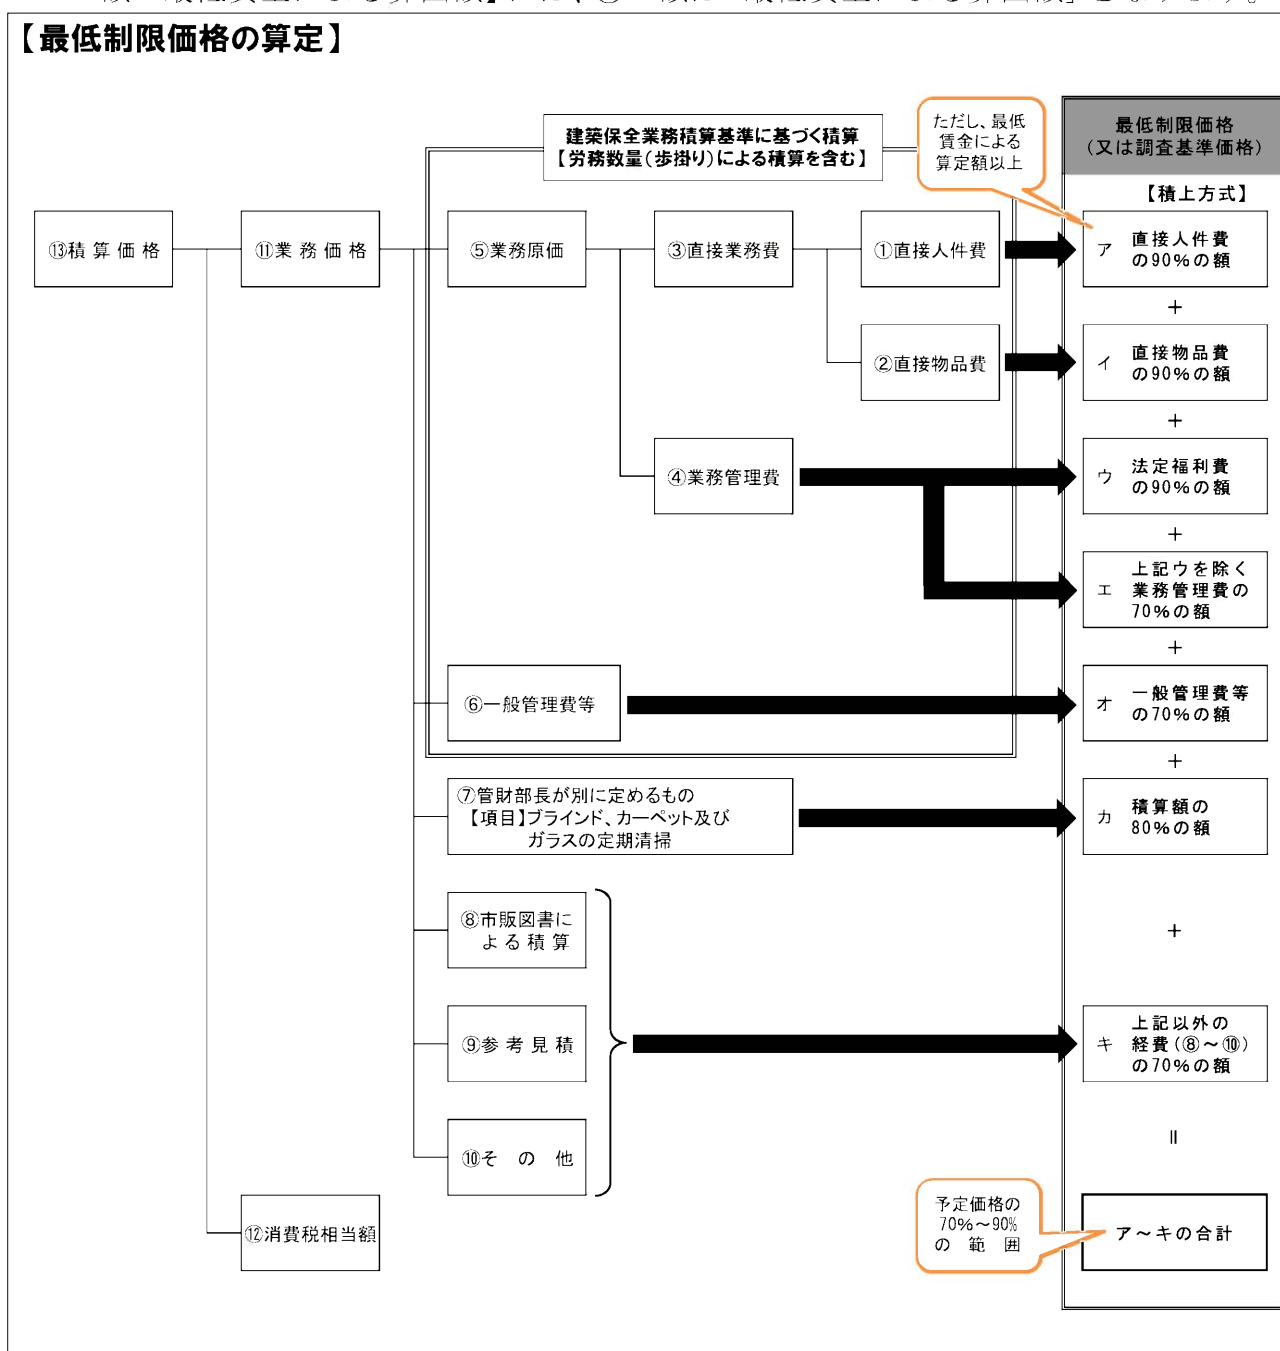 【最低制限価格の算定】
建築保全業務積算基準に基づく積算
【労務数量(歩掛り)による積算を含む】
ただし、最低
賃金による
算定額以上
最低制限価格
(又は調査基準価格)
【積上方式】
⑬積算価格
⑪業務価格
⑤業務原価
③直接業務費
①直接人件費
ア 直接人件費
の90%の額
＋
②直接物品費
イ 直接物品費
の90%の額
＋
④業務管理費
ウ 法定福利費
の90%の額
＋
エ 上記ウを除く
業務管理費の
70%の額
＋
⑥一般管理費等
オ 一般管理費等
の70%の額
＋
⑦管財部長が別に定めるもの
【項目】ブラインド、カーペット及び
ガラスの定期清掃
カ 積算額の
80%の額
⑧市販図書に
よる積算
＋
⑨参考見積
キ 上記以外の
経費(⑧～⑩)
の70%の額
⑩その他
＝
⑫消費税相当額
予定価格の
70%～90%
の範囲
ア～キの合計